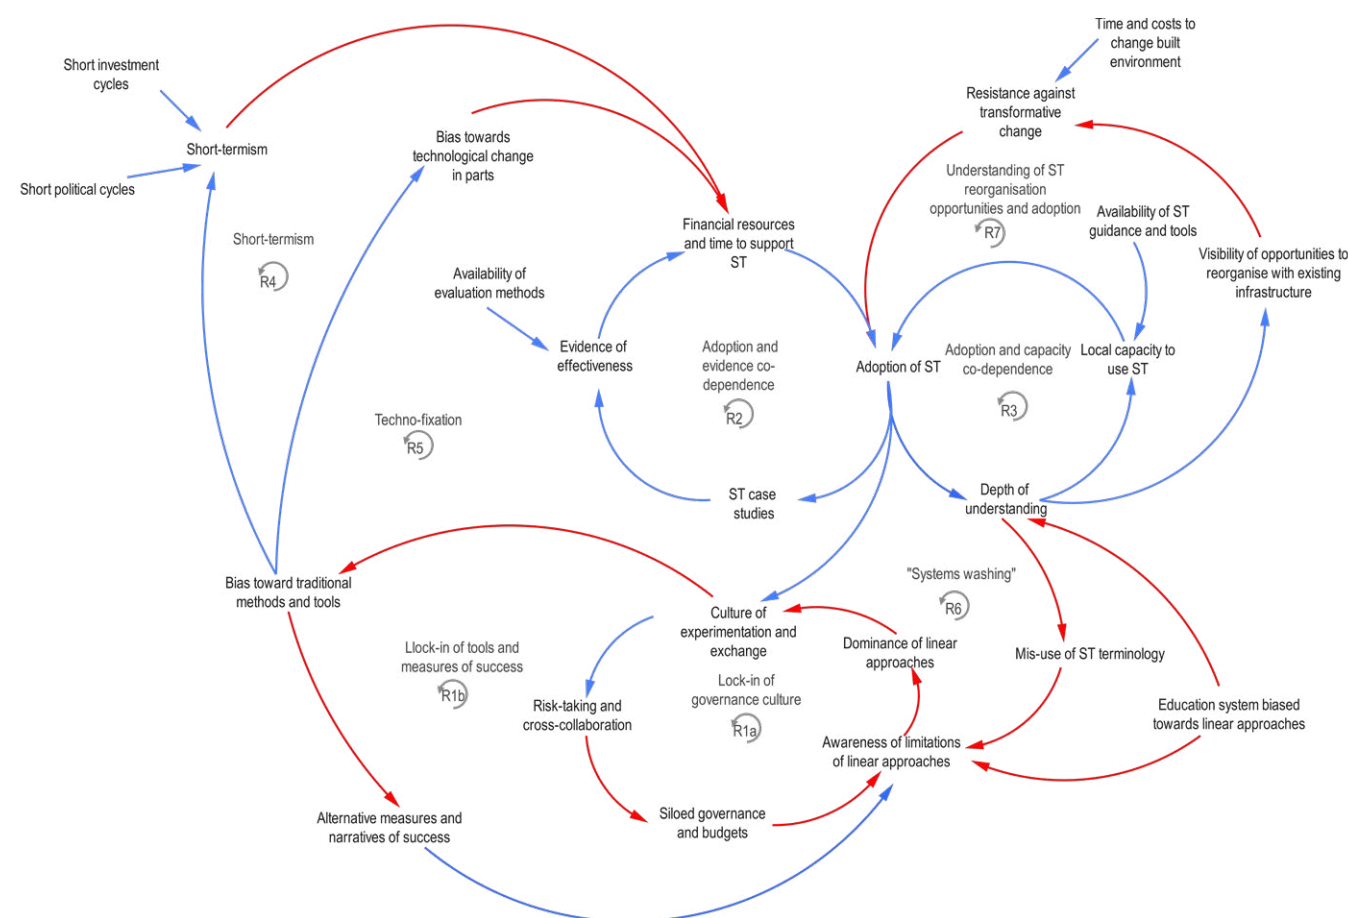 Time and costs to
change built
environment
Short investment
cycles
Resistance against
transformative
change
Short-termism
Bias towards
technological change
in parts
Short political cycles
Understanding of ST
reorganisation
opportunities and adoption
R7
Availability of ST
guidance and tools
Financial resources
and time to support
ST
Visibility of opportunities to
reorganise with existing
infrastructure
Short-termism
R4
Availability of
evaluation methods
Evidence of
effectiveness
Adoption and
evidence co-
dependence
R2
Adoption of ST
Adoption and capacity
co-dependence
R3
Local capacity to
use ST
Techno-fixation
R5
ST case
studies
Depth of
understanding
Bias toward traditional
methods and tools
"Systems washing"
R6
Culture of
experimentation and
exchange
Dominance of linear
approaches
Mis-use of ST terminology
Llock-in of tools and
measures of success
R1b
Lock-in of
governance culture
R1a
Risk-taking and
cross-collaboration
Education system biased
towards linear approaches
Awareness of limitations
of linear approaches
Alternative measures and
narratives of success
Siloed governance
and budgets